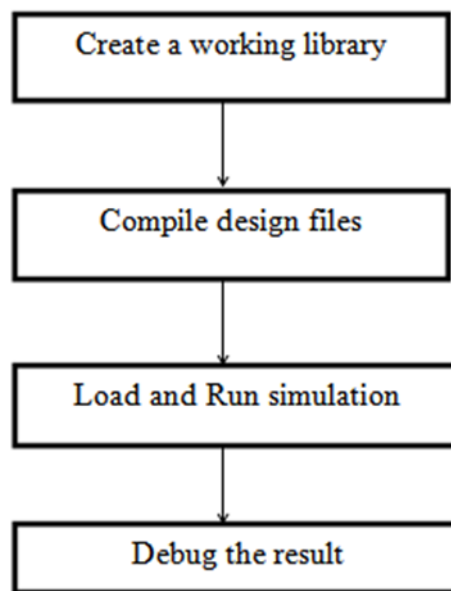 Create a working library
Compile design files
Load and Run simulation
Debug the result